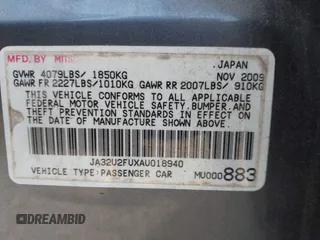 MFD BY MITS
JAPAN
GVWR 4079LBS/ 1850KG NOV 2009
GAWR FR 2227LBS/1010KG GAWR RR 2007LBS/ 910KG
THIS VEHICLE CONFORMS TO ALL APPLICABLE
FEDERAL MOTOR VEHICLE SAFETY,BUMPER,AND
THEFT PREVENTION STANDARDS IN EFFECT ON
THE DATE OF MANUFACTURE SHOWN ABOVE.
JA32U2FUXAU018940
VEHICLE TYPE:PASSENGER CAR MU000883
DREAMBID